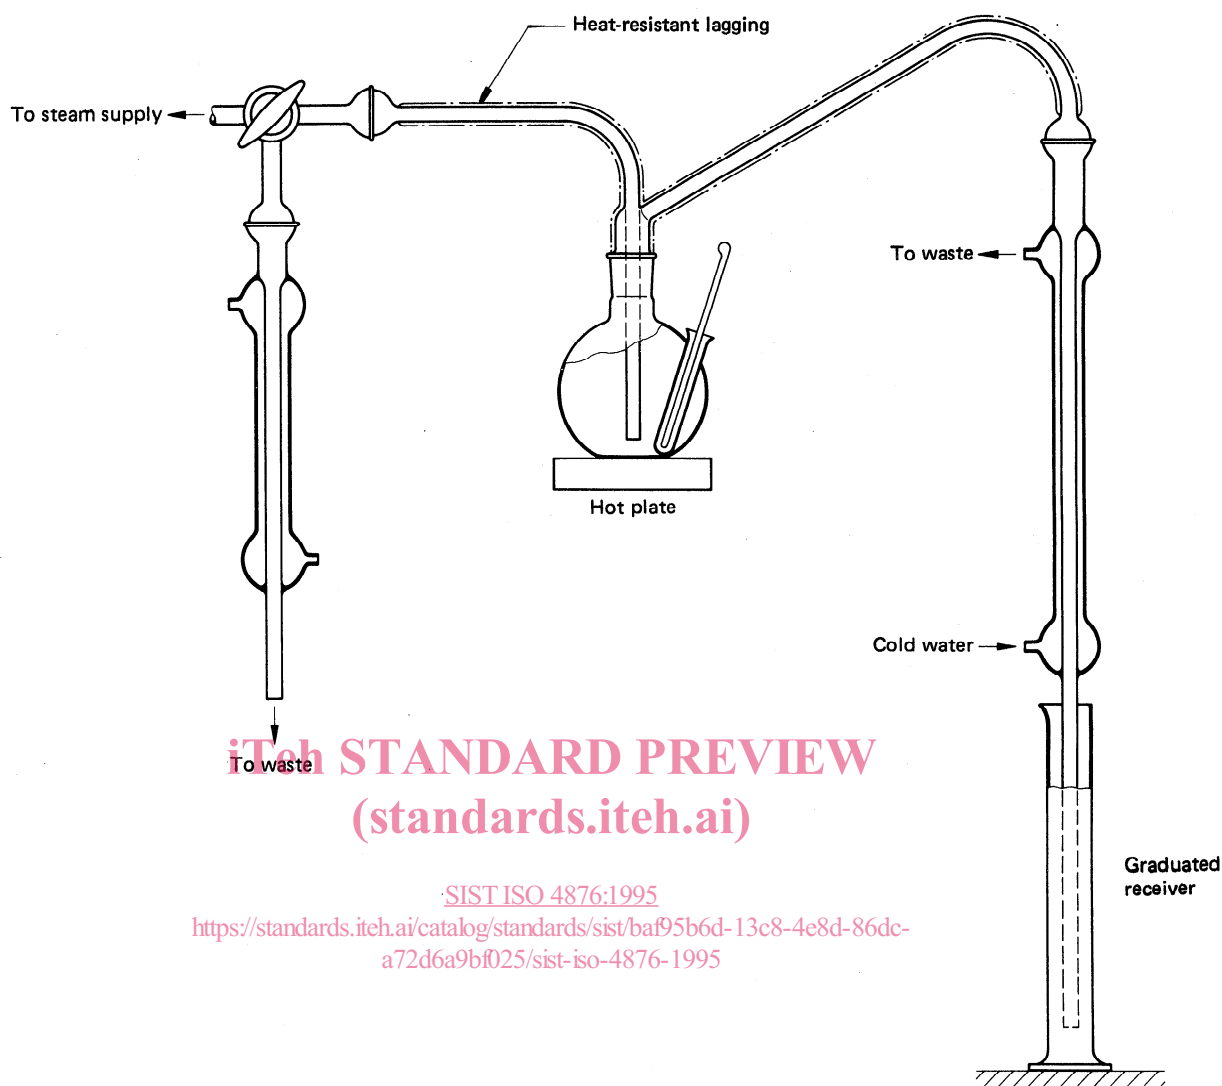 Heat-resistant lagging
To steam supply
To waste
Hot plate
Cold water
To waste
iTeh STANDARD PREVIEW
(standards.iteh.ai)
Graduated
receiver
SIST ISO 4876:1995
https://standards.iteh.ai/catalog/standards/sist/baf95b6d-13c8-4e8d-86dc-
a72d6a9bf025/sist-iso-4876-1995